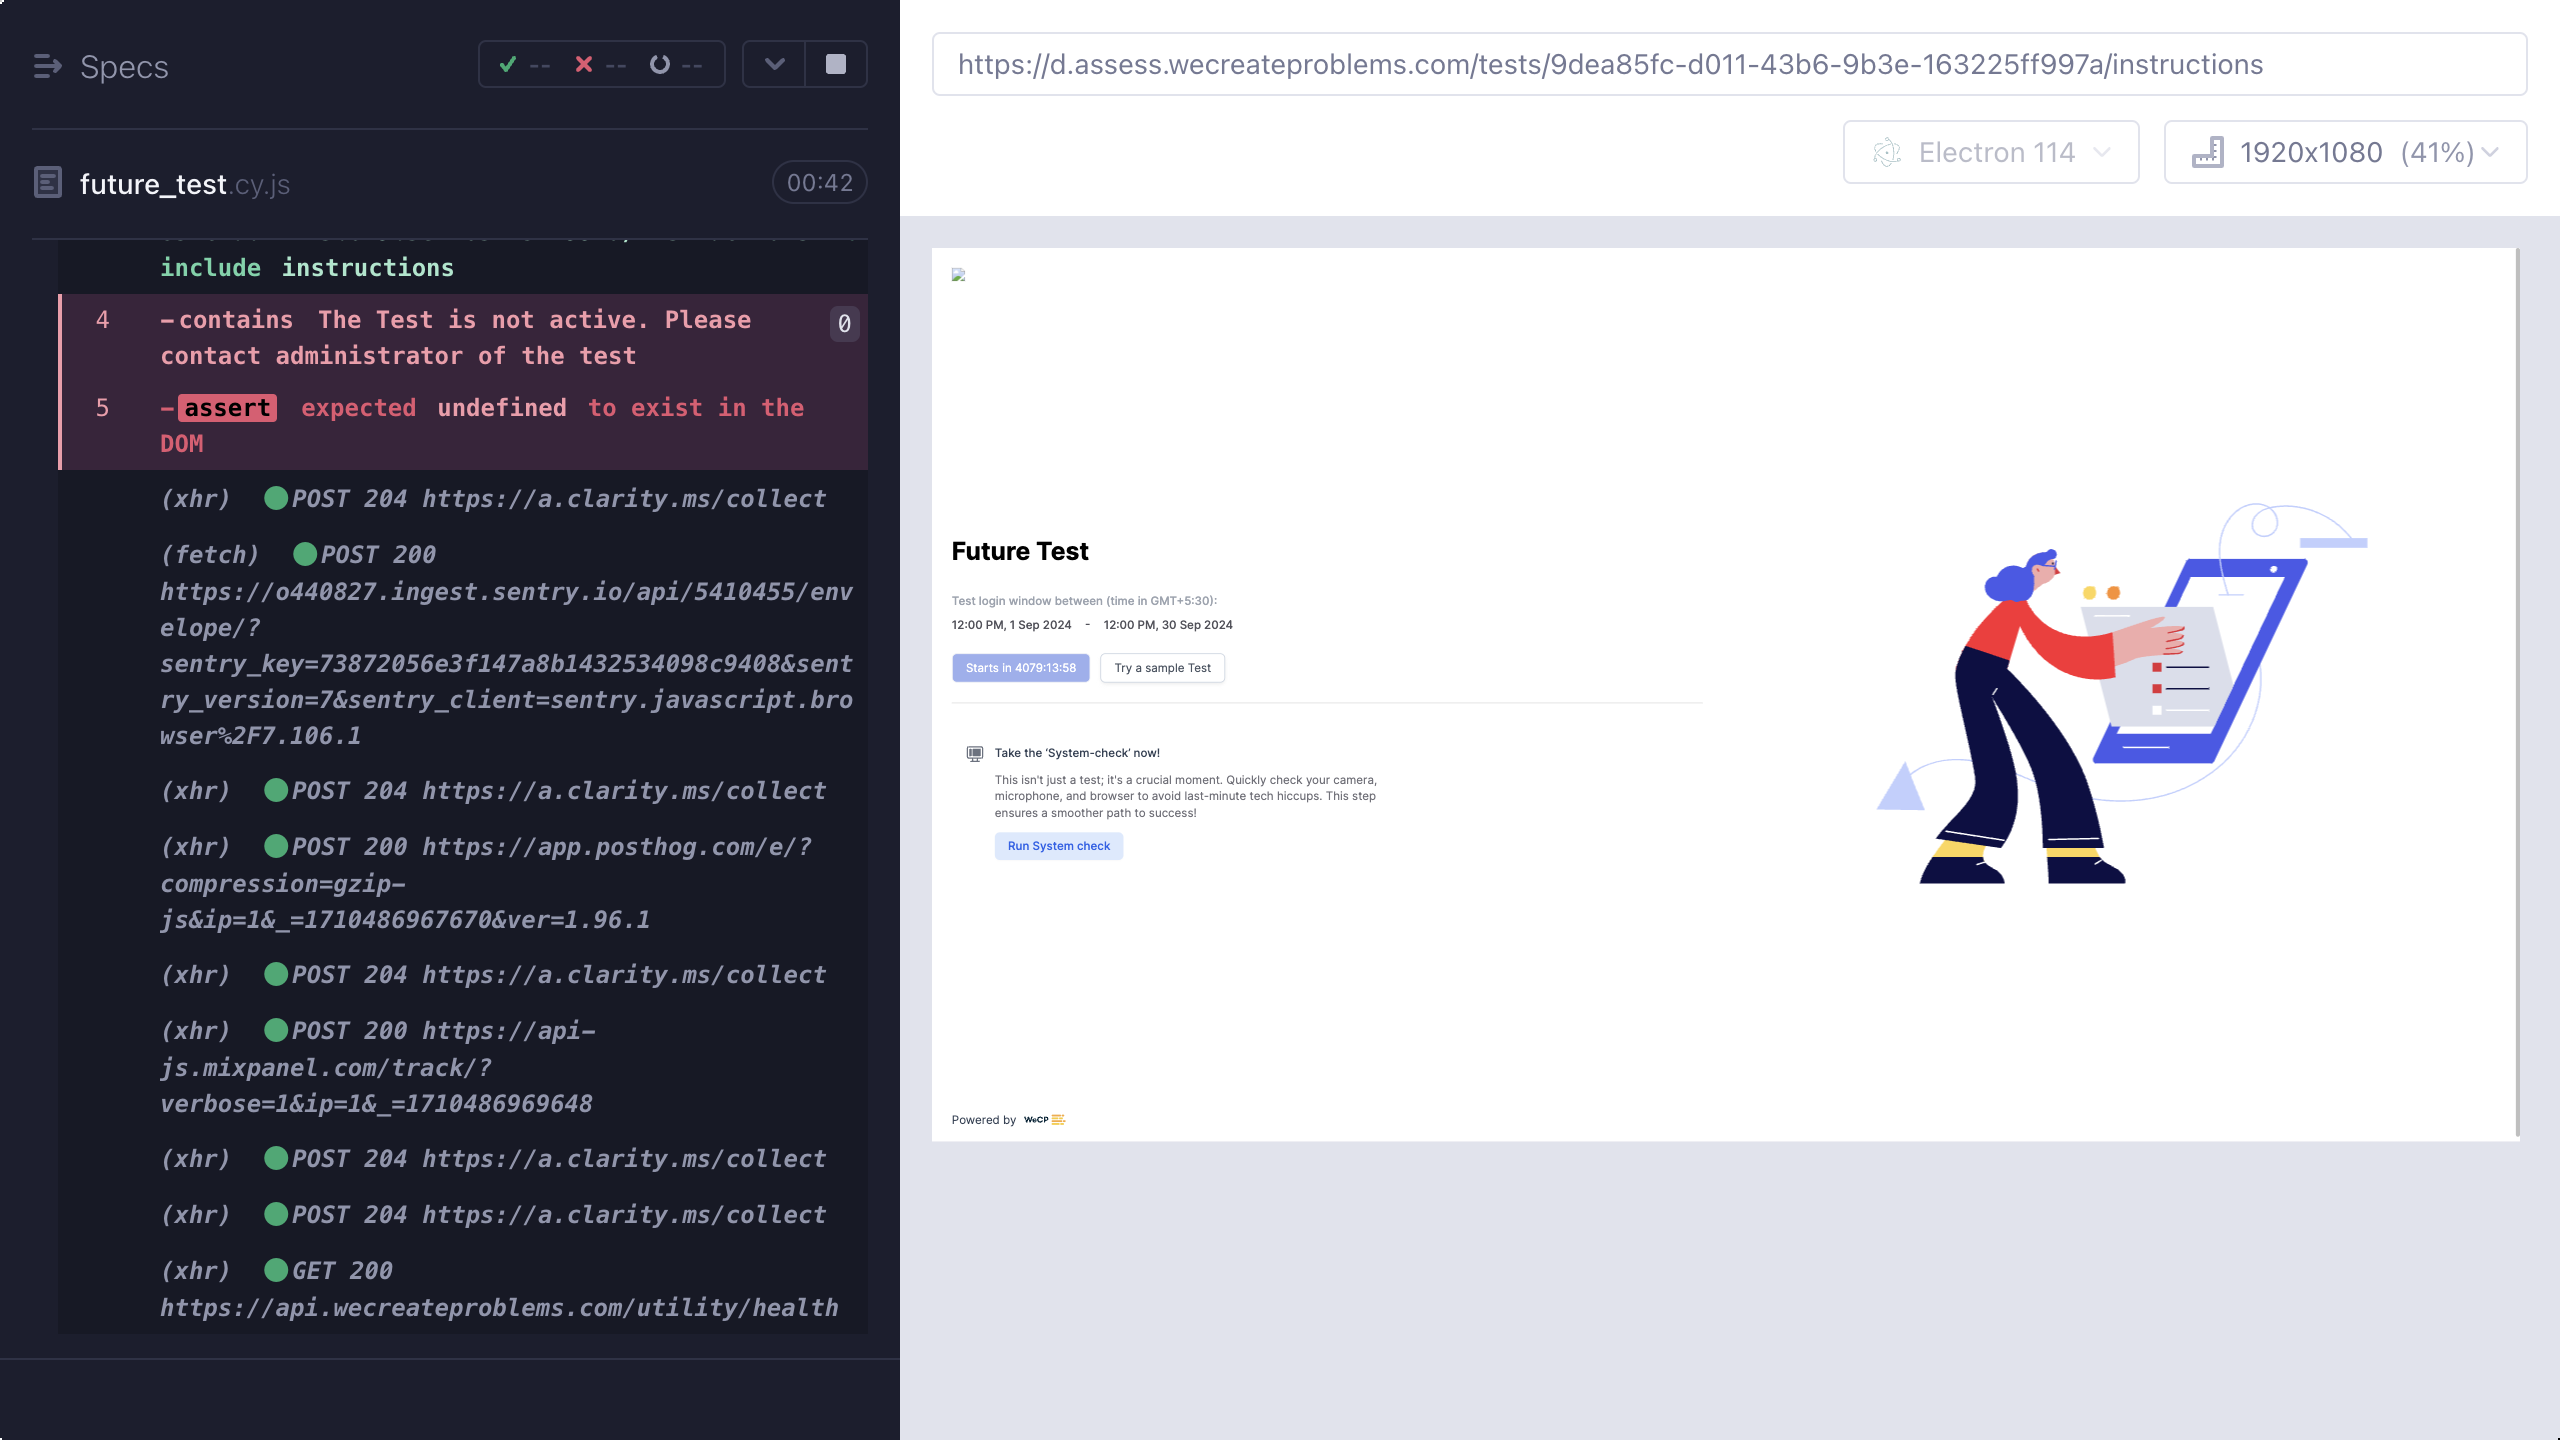 Specs
-- -- --
future_test.cy.js
00:42
include instructions
4 -contains The Test is not active. Please
contact administrator of the test
0
5 -assert expected undefined to exist in the
DOM
(xhr) POST 204 https://a.clarity.ms/collect
(fetch) POST 200
https://o440827.ingest.sentry.io/api/5410455/env
elope/?
sentry_key=73872056e3f147a8b1432534098c9408&sent
ry_version=7&sentry_client=sentry.javascript.bro
wser%2F7.106.1
(xhr) POST 204 https://a.clarity.ms/collect
(xhr) POST 200 https://app.posthog.com/e/?
compression=gzip-
js&ip=1&_=1710486967670&ver=1.96.1
(xhr) POST 204 https://a.clarity.ms/collect
(xhr) POST 200 https://api-
js.mixpanel.com/track/?
verbose=1&ip=1&_=1710486969648
(xhr) POST 204 https://a.clarity.ms/collect
(xhr) POST 204 https://a.clarity.ms/collect
(xhr) GET 200
https://api.wecreateproblems.com/utility/health
https://d.assess.wecreateproblems.com/tests/9dea85fc-d011-43b6-9b3e-163225ff997a/instructions
Electron 114
1920x1080 (41%)
Future Test
Test login window between (time in GMT+5:30):
12:00 PM, 1 Sep 2024 - 12:00 PM, 30 Sep 2024
Starts in 4079:13:58
Try a sample Test
Take the ‘System-check’ now!
This isn't just a test; it's a crucial moment. Quickly check your camera,
microphone, and browser to avoid last-minute tech hiccups. This step
ensures a smoother path to success!
Run System check
Powered by WeCP